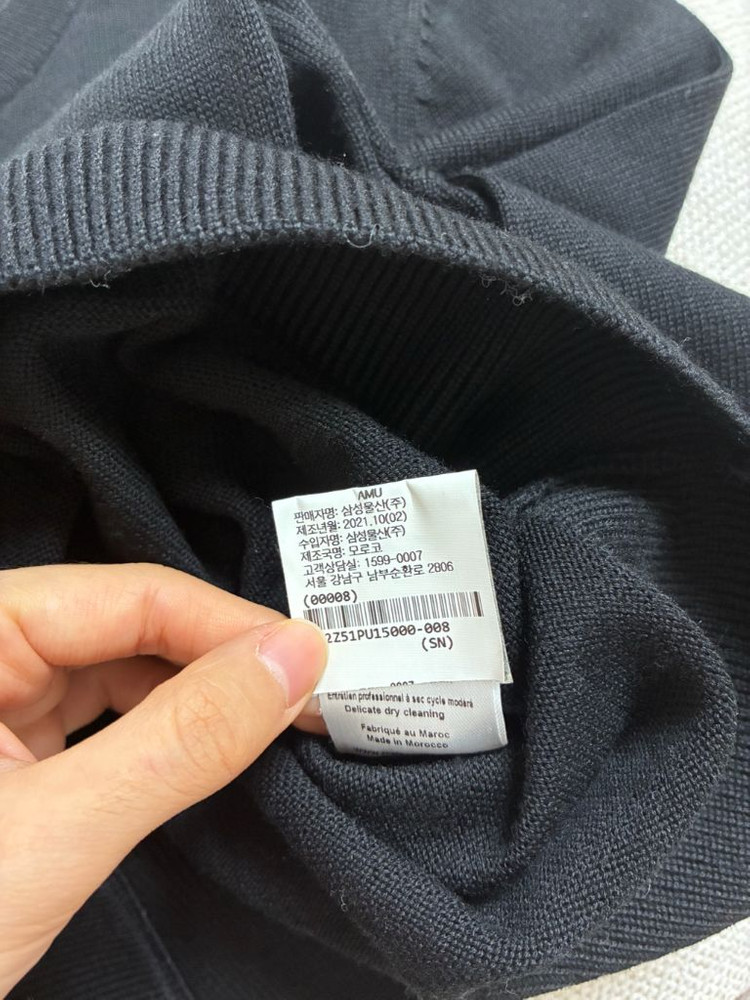 AMU
판매자명: 삼성물산(주)
제조년월: 2021.10(02)
수입자명: 삼성물산(주)
제조국명: 모로코
고객상담실: 1599-0007
서울 강남구 남부순환로 2806
(00008)
2Z51PU15000-008
(SN)
Entretien professionnel à sec cycle modéré
Delicate dry cleaning
Fabriqué au Maroc
Made in Morocco